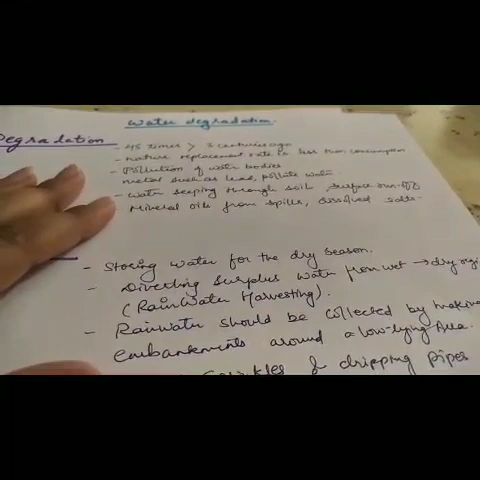 Water degradation
Degradation
- 45 times > 3 centuries ago
- nature replacement rate is less than consumption
- Pollution of water bodies
metal such as lead, pollute water.
- water seeping through soil, surface run-off
Mineral oils from spills, dissolved salts.
- Storing water for the dry season.
- Diverting surplus water from wet → dry
(RainWater Harvesting).
- Rainwater should be collected by making
embankments around a low-lying Area.
& dripping pipes